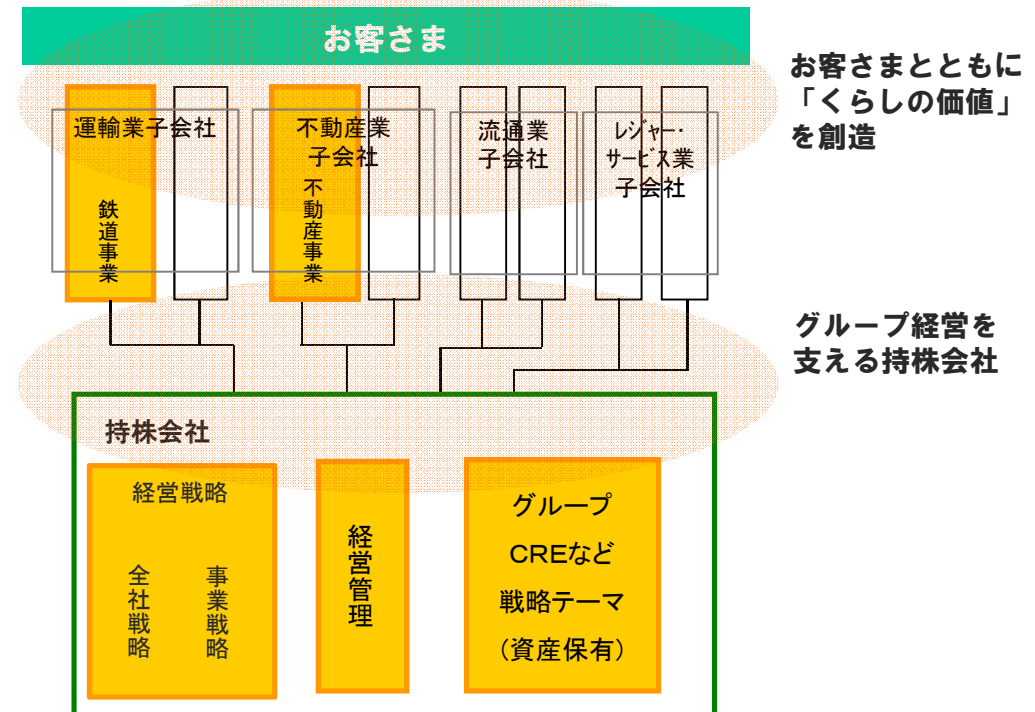 お客さま
お客さまとともに
「くらしの価値」
を創造
運輸業子会社
鉄道事業
不動産業
子会社
不動産事業
流通業
子会社
レジャー・
サービス業
子会社
グループ経営を
支える持株会社
持株会社
経営戦略
全社戦略
事業戦略
経営管理
グループ
CREなど
戦略テーマ
(資産保有)